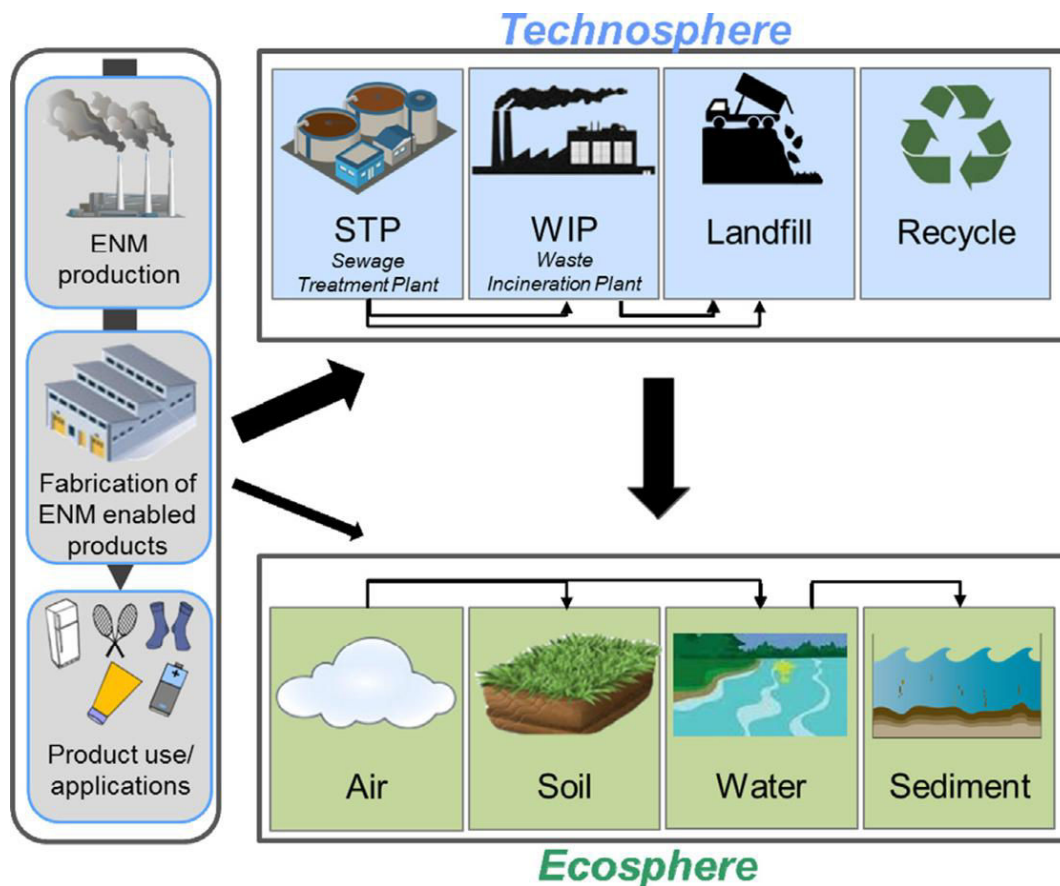 Technosphere
ENM
production
Fabrication of
ENM enabled
products
Product use/
applications
STP
Sewage
Treatment Plant
WIP
Waste
Incineration Plant
Landfill
Recycle
Air
Soil
Water
Sediment
Ecosphere